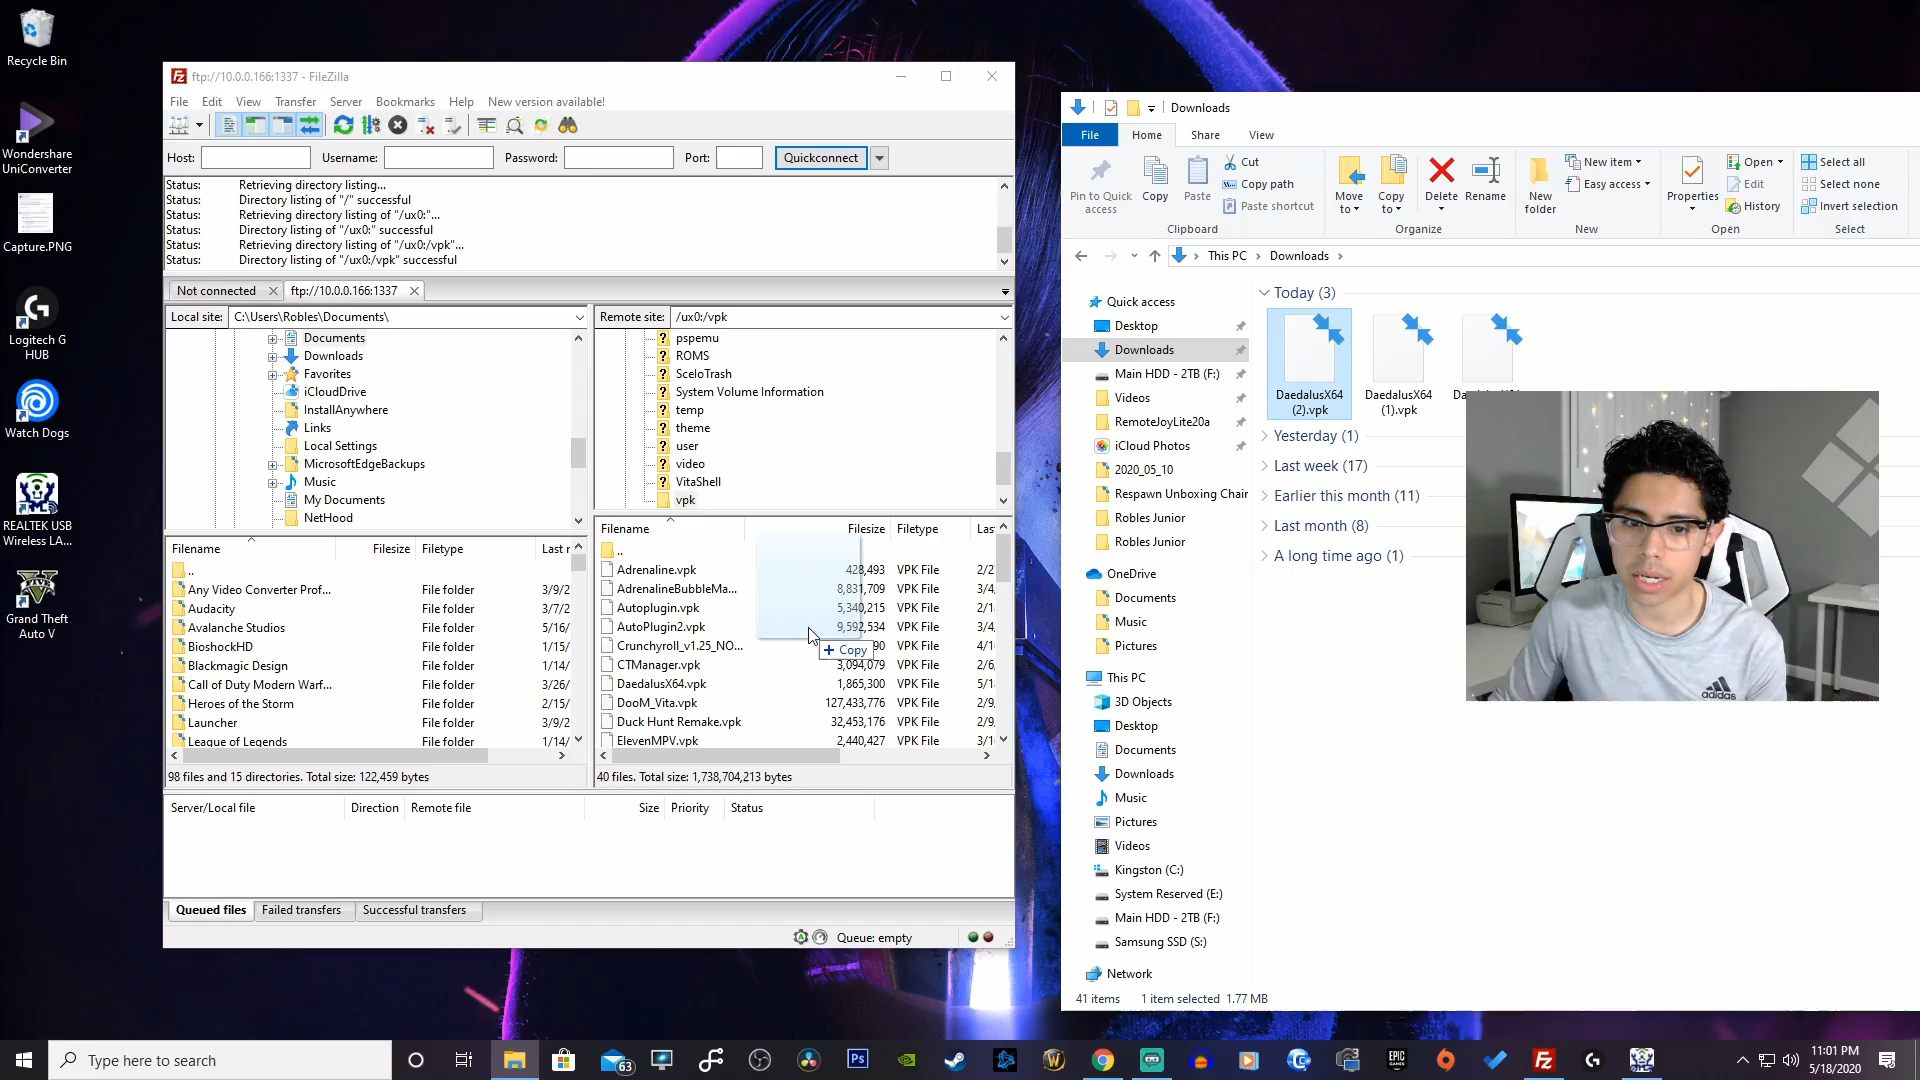 Recycle Bin
Wondershare
UniConverter
Capture.PNG
Logitech G
HUB
Watch Dogs
REALTEK USB
Wireless LA...
Grand Theft
Auto V
ftp://10.0.0.166:1337 - FileZilla
File Edit View Transfer Server Bookmarks Help New version available!
Host: Username: Password: Port: Quickconnect
Status: Retrieving directory listing...
Status: Directory listing of "/" successful
Status: Retrieving directory listing of "/ux0:"...
Status: Directory listing of "/ux0:" successful
Status: Retrieving directory listing of "/ux0:/vpk"...
Status: Directory listing of "/ux0:/vpk" successful
Not connected ftp://10.0.0.166:1337
Local site: C:\Users\Robles\Documents\
Documents
Downloads
Favorites
iCloudDrive
InstallAnywhere
Links
Local Settings
MicrosoftEdgeBackups
Music
My Documents
NetHood
Filename Filesize Filetype Last r
..
Any Video Converter Prof... File folder 3/9/2
Audacity File folder 3/7/2
Avalanche Studios File folder 5/16/
BioshockHD File folder 1/15/
Blackmagic Design File folder 1/14/
Call of Duty Modern Warf... File folder 3/26/
Heroes of the Storm File folder 2/15/
Launcher File folder 3/9/2
League of Legends File folder 1/14/
98 files and 15 directories. Total size: 122,459 bytes
Remote site: /ux0:/vpk
pspemu
ROMS
SceloTrash
System Volume Information
temp
theme
user
video
VitaShell
vpk
Filename Filesize Filetype Las
..
Adrenaline.vpk 428,493 VPK File 2/2
AdrenalineBubbleMa... 8,831,709 VPK File 3/4,
Autoplugin.vpk 5,340,215 VPK File 2/1
AutoPlugin2.vpk 9,592,534 VPK File 3/4,
Crunchyroll_v1.25_NO... 90 VPK File 4/1
+ Copy
CTManager.vpk 3,094,079 VPK File 2/6,
DaedalusX64.vpk 1,865,300 VPK File 5/1
DooM_Vita.vpk 127,433,776 VPK File 2/9,
Duck Hunt Remake.vpk 32,453,176 VPK File 2/9,
ElevenMPV.vpk 2,440,427 VPK File 3/1
40 files. Total size: 1,738,704,213 bytes
Server/Local file Direction Remote file Size Priority Status
Queued files Failed transfers Successful transfers
Queue: empty
Downloads
File Home Share View
Pin to Quick
access
Copy
Paste
Cut
Copy path
Paste shortcut
Clipboard
Move
to
Copy
to
Delete
Rename
Organize
New
folder
New item
Easy access
New
Properties
Open
Edit
History
Open
Select all
Select none
Invert selection
Select
This PC Downloads
Quick access
Desktop
Downloads
Main HDD - 2TB (F:)
Videos
RemoteJoyLite20a
iCloud Photos
2020_05_10
Respawn Unboxing Chair
Robles Junior
Robles Junior
OneDrive
Documents
Music
Pictures
This PC
3D Objects
Desktop
Documents
Downloads
Music
Pictures
Videos
Kingston (C:)
System Reserved (E:)
Main HDD - 2TB (F:)
Samsung SSD (S:)
Network
Today (3)
DaedalusX64
(2).vpk
DaedalusX64
(1).vpk
Yesterday (1)
Last week (17)
Earlier this month (11)
Last month (8)
A long time ago (1)
adidas
41 items 1 item selected 1.77 MB
Type here to search
63
Ps
EPIC
GAMES
11:01 PM
5/18/2020